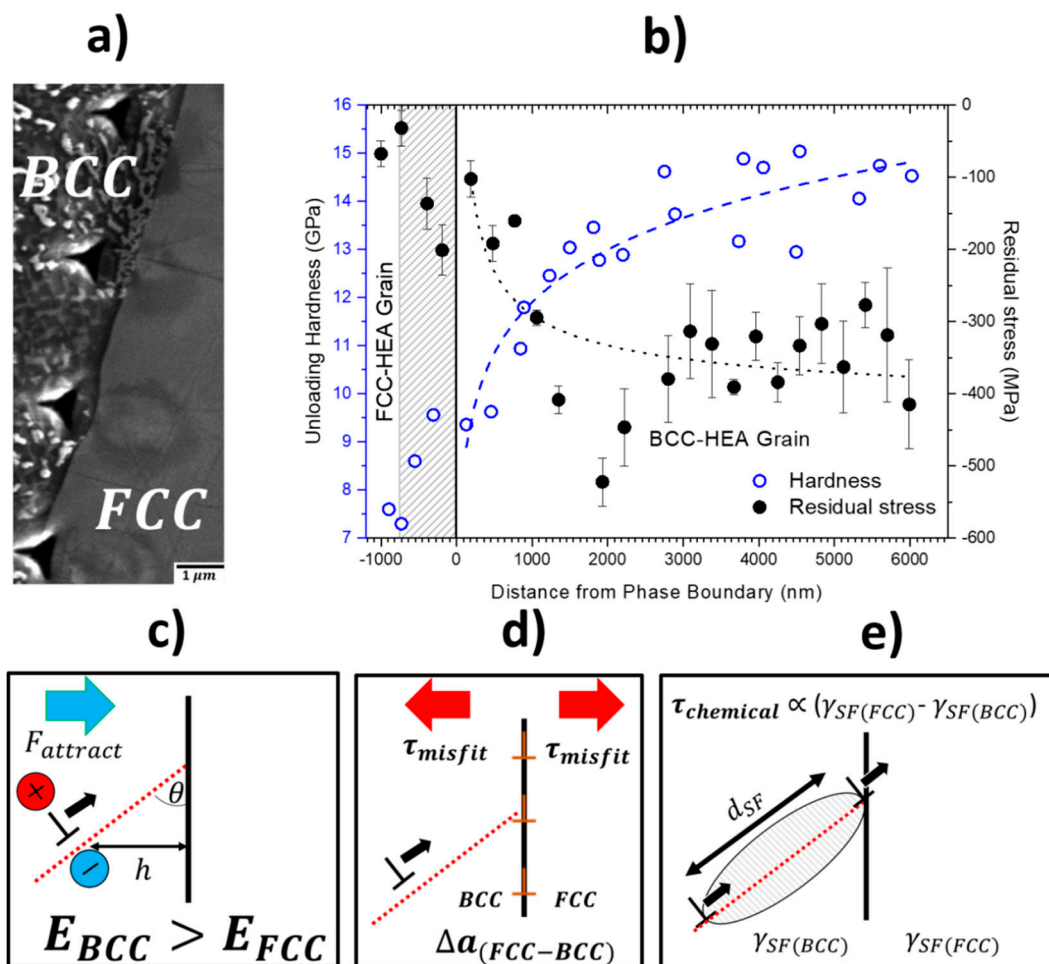 a)
b)
BCC
FCC
1 μm
16
15
14
13
12
11
10
9
8
7
Unloading Hardness (GPa)
FCC-HEA Grain
BCC-HEA Grain
Hardness
Residual stress
0
-100
-200
-300
-400
-500
-600
Residual stress (MPa)
-1000 0 1000 2000 3000 4000 5000 6000
Distance from Phase Boundary (nm)
c)
d)
e)
F_attract
+
θ
−
h
E_BCC > E_FCC
τ_misfit τ_misfit
BCC FCC
Δa_(FCC−BCC)
τ_chemical ∝ (γ_SF(FCC) - γ_SF(BCC))
d_SF
γ_SF(BCC) γ_SF(FCC)